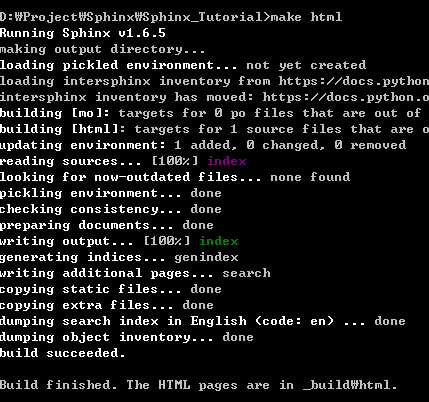 D:₩Project₩Sphinx₩Sphinx_Tutorial>make html
Running Sphinx v1.6.5
making output directory...
loading pickled environment... not yet created
loading intersphinx inventory from https://docs.python
intersphinx inventory has moved: https://docs.python.o
building [mo]: targets for 0 po files that are out of
building [html]: targets for 1 source files that are o
updating environment: 1 added, 0 changed, 0 removed
reading sources... [100%] index
looking for now-outdated files... none found
pickling environment... done
checking consistency... done
preparing documents... done
writing output... [100%] index
generating indices... genindex
writing additional pages... search
copying static files... done
copying extra files... done
dumping search index in English (code: en) ... done
dumping object inventory... done
build succeeded.
Build finished. The HTML pages are in _build₩html.